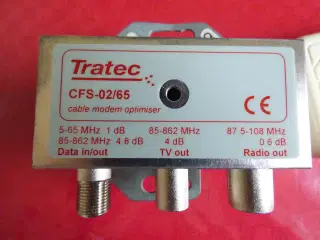 Tratec
CFS-02/65
cable modem optimiser
CE
5-65 MHz 1 dB 85-862 MHz 87.5-108 MHz
85-862 MHz 4.6 dB 4 dB 0.6 dB
Data in/out TV out Radio out